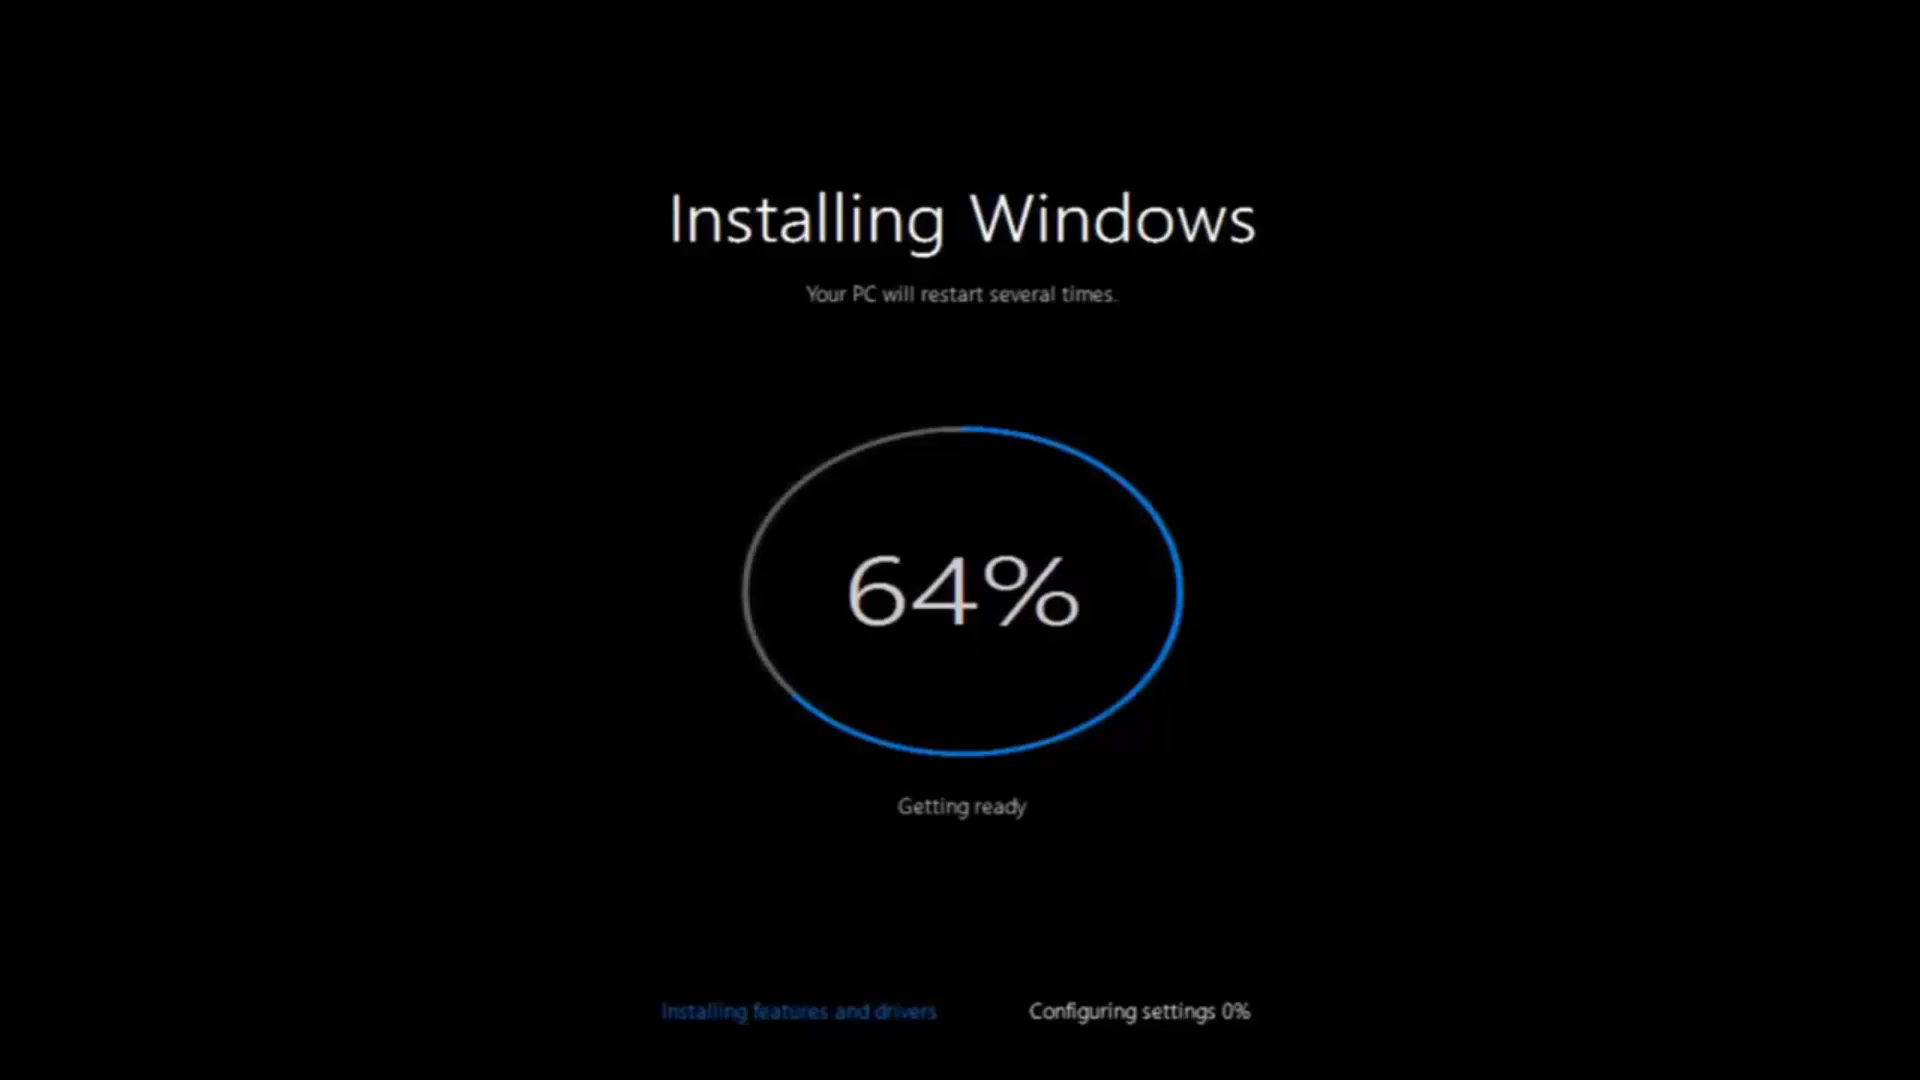 Installing Windows
Your PC will restart several times.
64%
Getting ready
Installing features and drivers
Configuring settings 0%